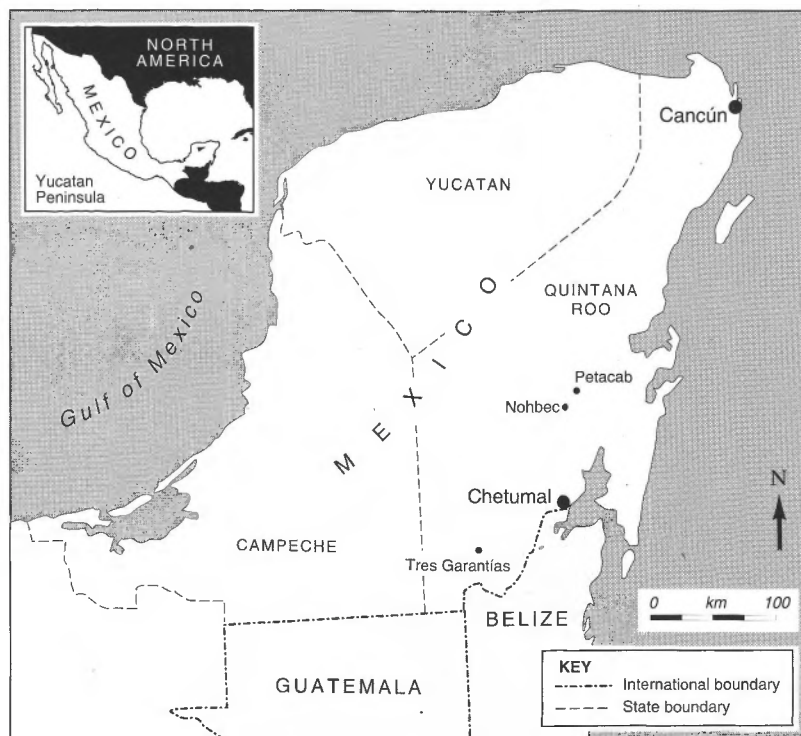 NORTH
AMERICA
MEXICO
Yucatan
Peninsula
Cancún
YUCATAN
QUINTANA
ROO
MEXICO
Gulf of Mexico
Petacab
Nohbec
Chetumal
N
CAMPECHE
Tres Garantías
0 km 100
BELIZE
GUATEMALA
KEY
International boundary
State boundary